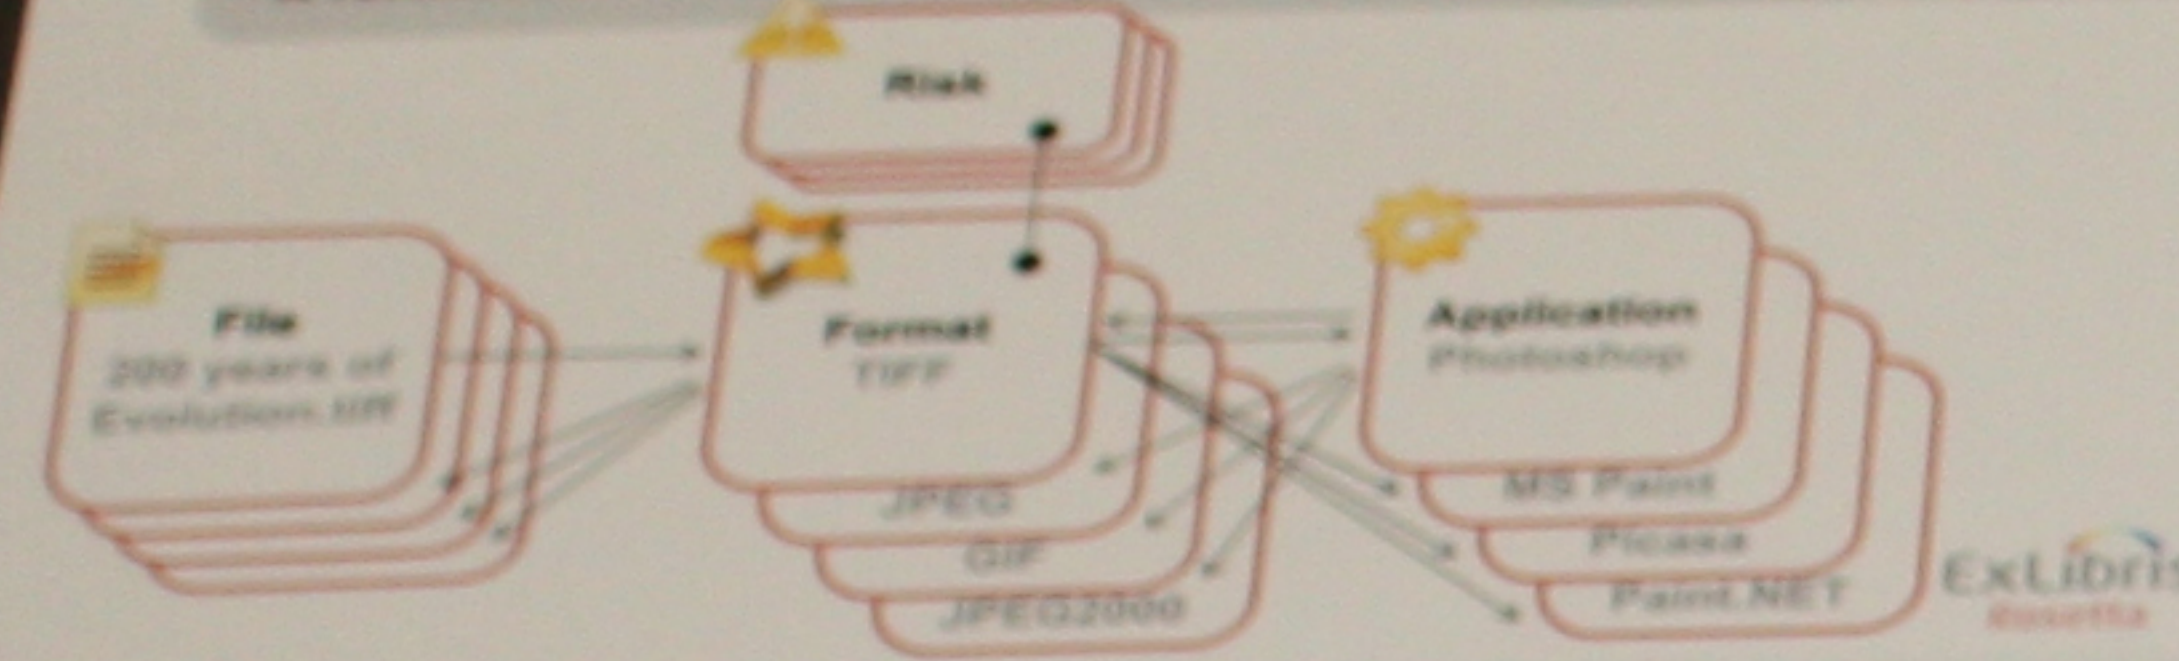 Risk
File
200 years of
Evolution.tiff
Format
TIFF
JPEG
GIF
JPEG2000
Application
Photoshop
MS Paint
Picasa
Paint.NET
ExLibris
Rosetta